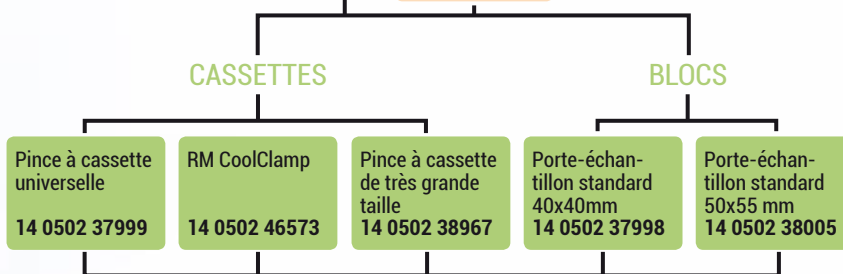 CASSETTES
BLOCS
Pince à cassette
universelle
14 0502 37999
RM CoolClamp
14 0502 46573
Pince à cassette
de très grande
taille
14 0502 38967
Porte-échan-
tillon standard
40x40mm
14 0502 37998
Porte-échan-
tillon standard
50x55 mm
14 0502 38005